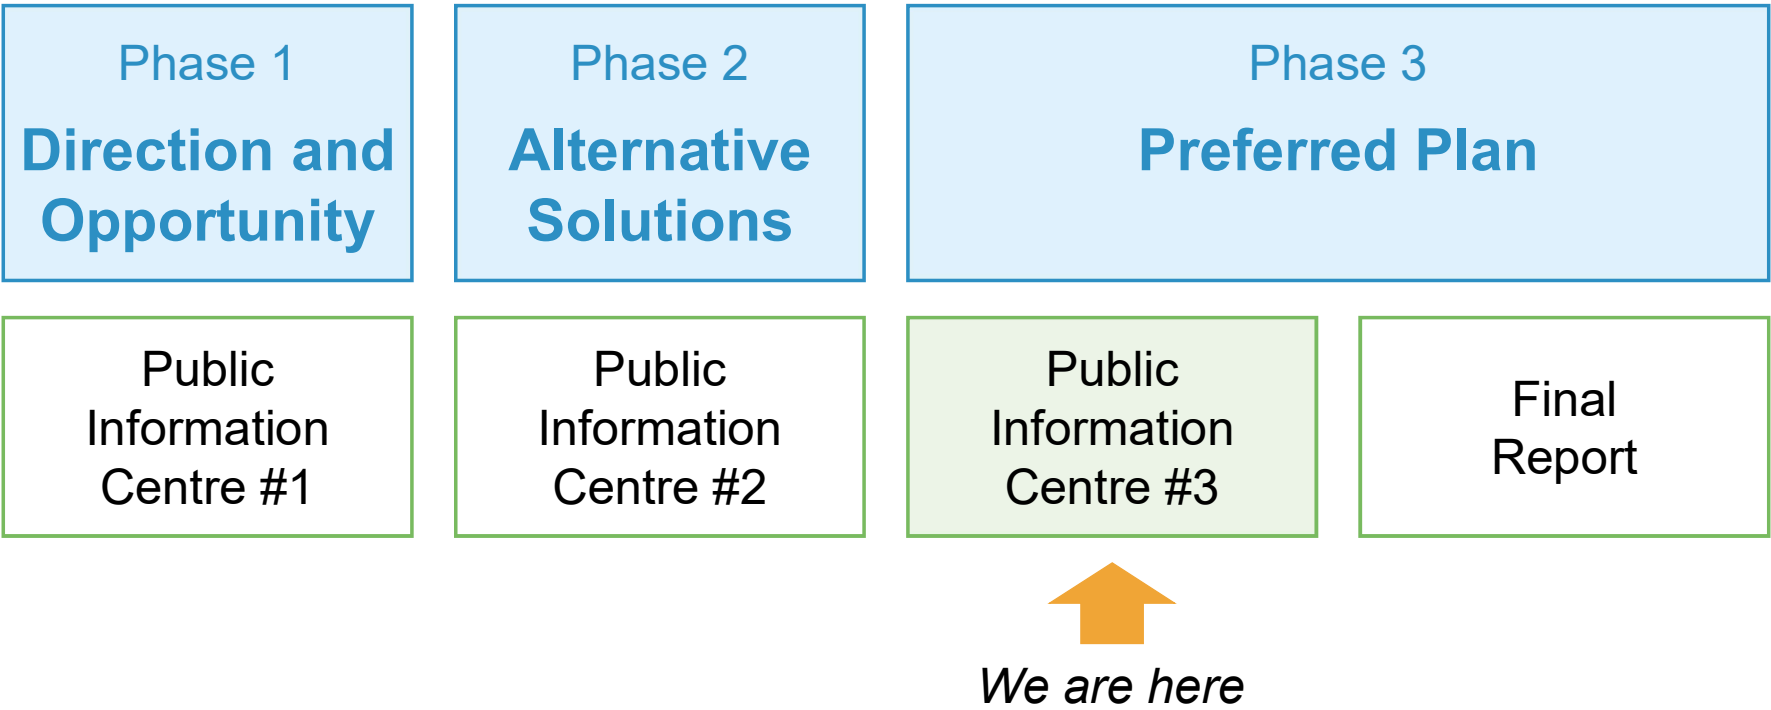 Phase 1
Direction and
Opportunity
Phase 2
Alternative
Solutions
Phase 3
Preferred Plan
Public
Information
Centre #1
Public
Information
Centre #2
Public
Information
Centre #3
Final
Report
We are here